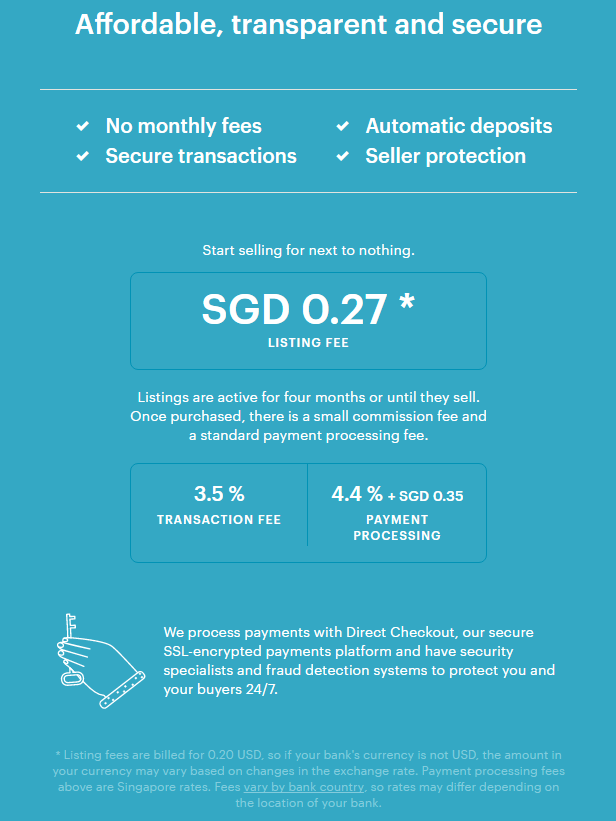 Affordable, transparent and secure
No monthly fees
Automatic deposits
Secure transactions
Seller protection
Start selling for next to nothing.
SGD 0.27 *
LISTING FEE
Listings are active for four months or until they sell.
Once purchased, there is a small commission fee and
a standard payment processing fee.
3.5 %
TRANSACTION FEE
4.4 % + SGD 0.35
PAYMENT
PROCESSING
We process payments with Direct Checkout, our secure
SSL-encrypted payments platform and have security
specialists and fraud detection systems to protect you and
your buyers 24/7.
* Listing fees are billed for 0.20 USD, so if your bank's currency is not USD, the amount in
your currency may vary based on changes in the exchange rate. Payment processing fees
above are Singapore rates. Fees vary by bank country, so rates may differ depending on
the location of your bank.